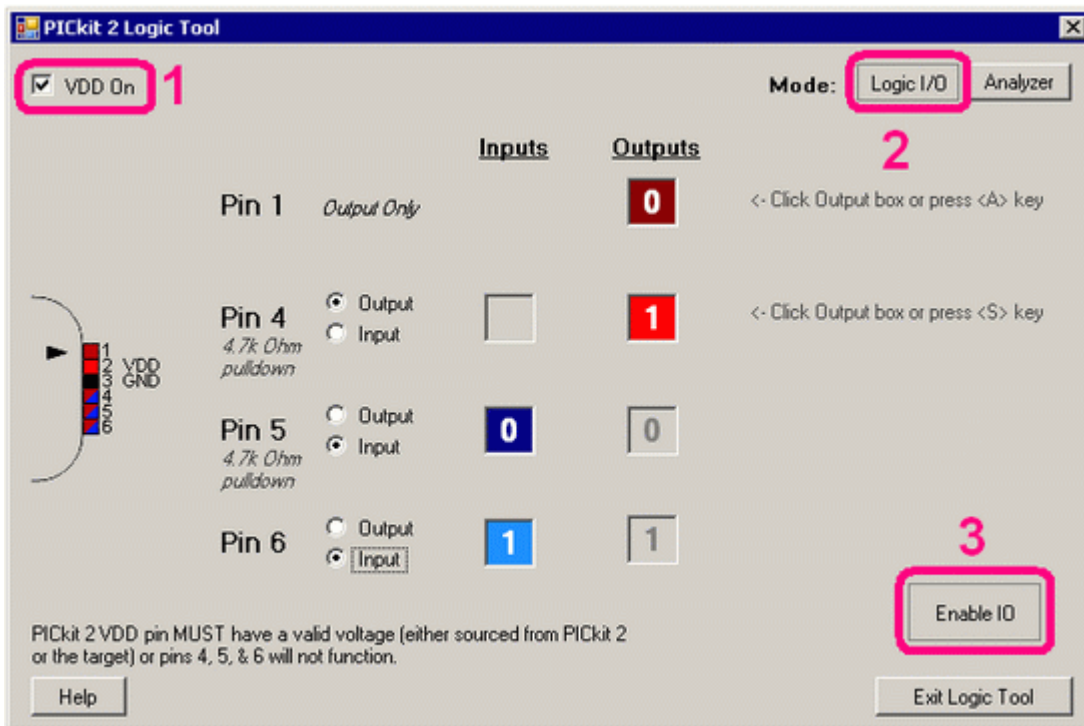 PICkit 2 Logic Tool
VDD On 1
Mode: Logic I/O Analyzer
2
Inputs Outputs
Pin 1 Output Only 0 <- Click Output box or press <A> key
Pin 4 Output 1 <- Click Output box or press <S> key
Input
4.7k Ohm
pulldown
1
2 VDD
3 GND
4
5
6
Pin 5 Output 0 0
Input
4.7k Ohm
pulldown
Pin 6 Output 1 1
Input
3
Enable IO
PICkit 2 VDD pin MUST have a valid voltage (either sourced from PICkit 2
or the target) or pins 4, 5, & 6 will not function.
Help Exit Logic Tool